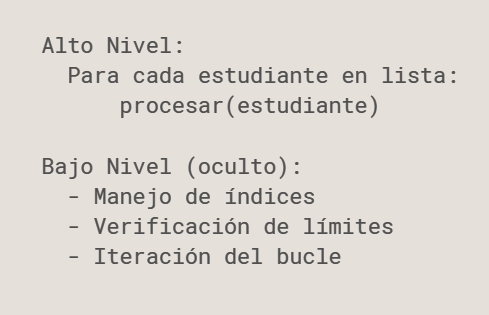 Alto Nivel:
Para cada estudiante en lista:
procesar(estudiante)
Bajo Nivel (oculto):
- Manejo de índices
- Verificación de límites
- Iteración del bucle